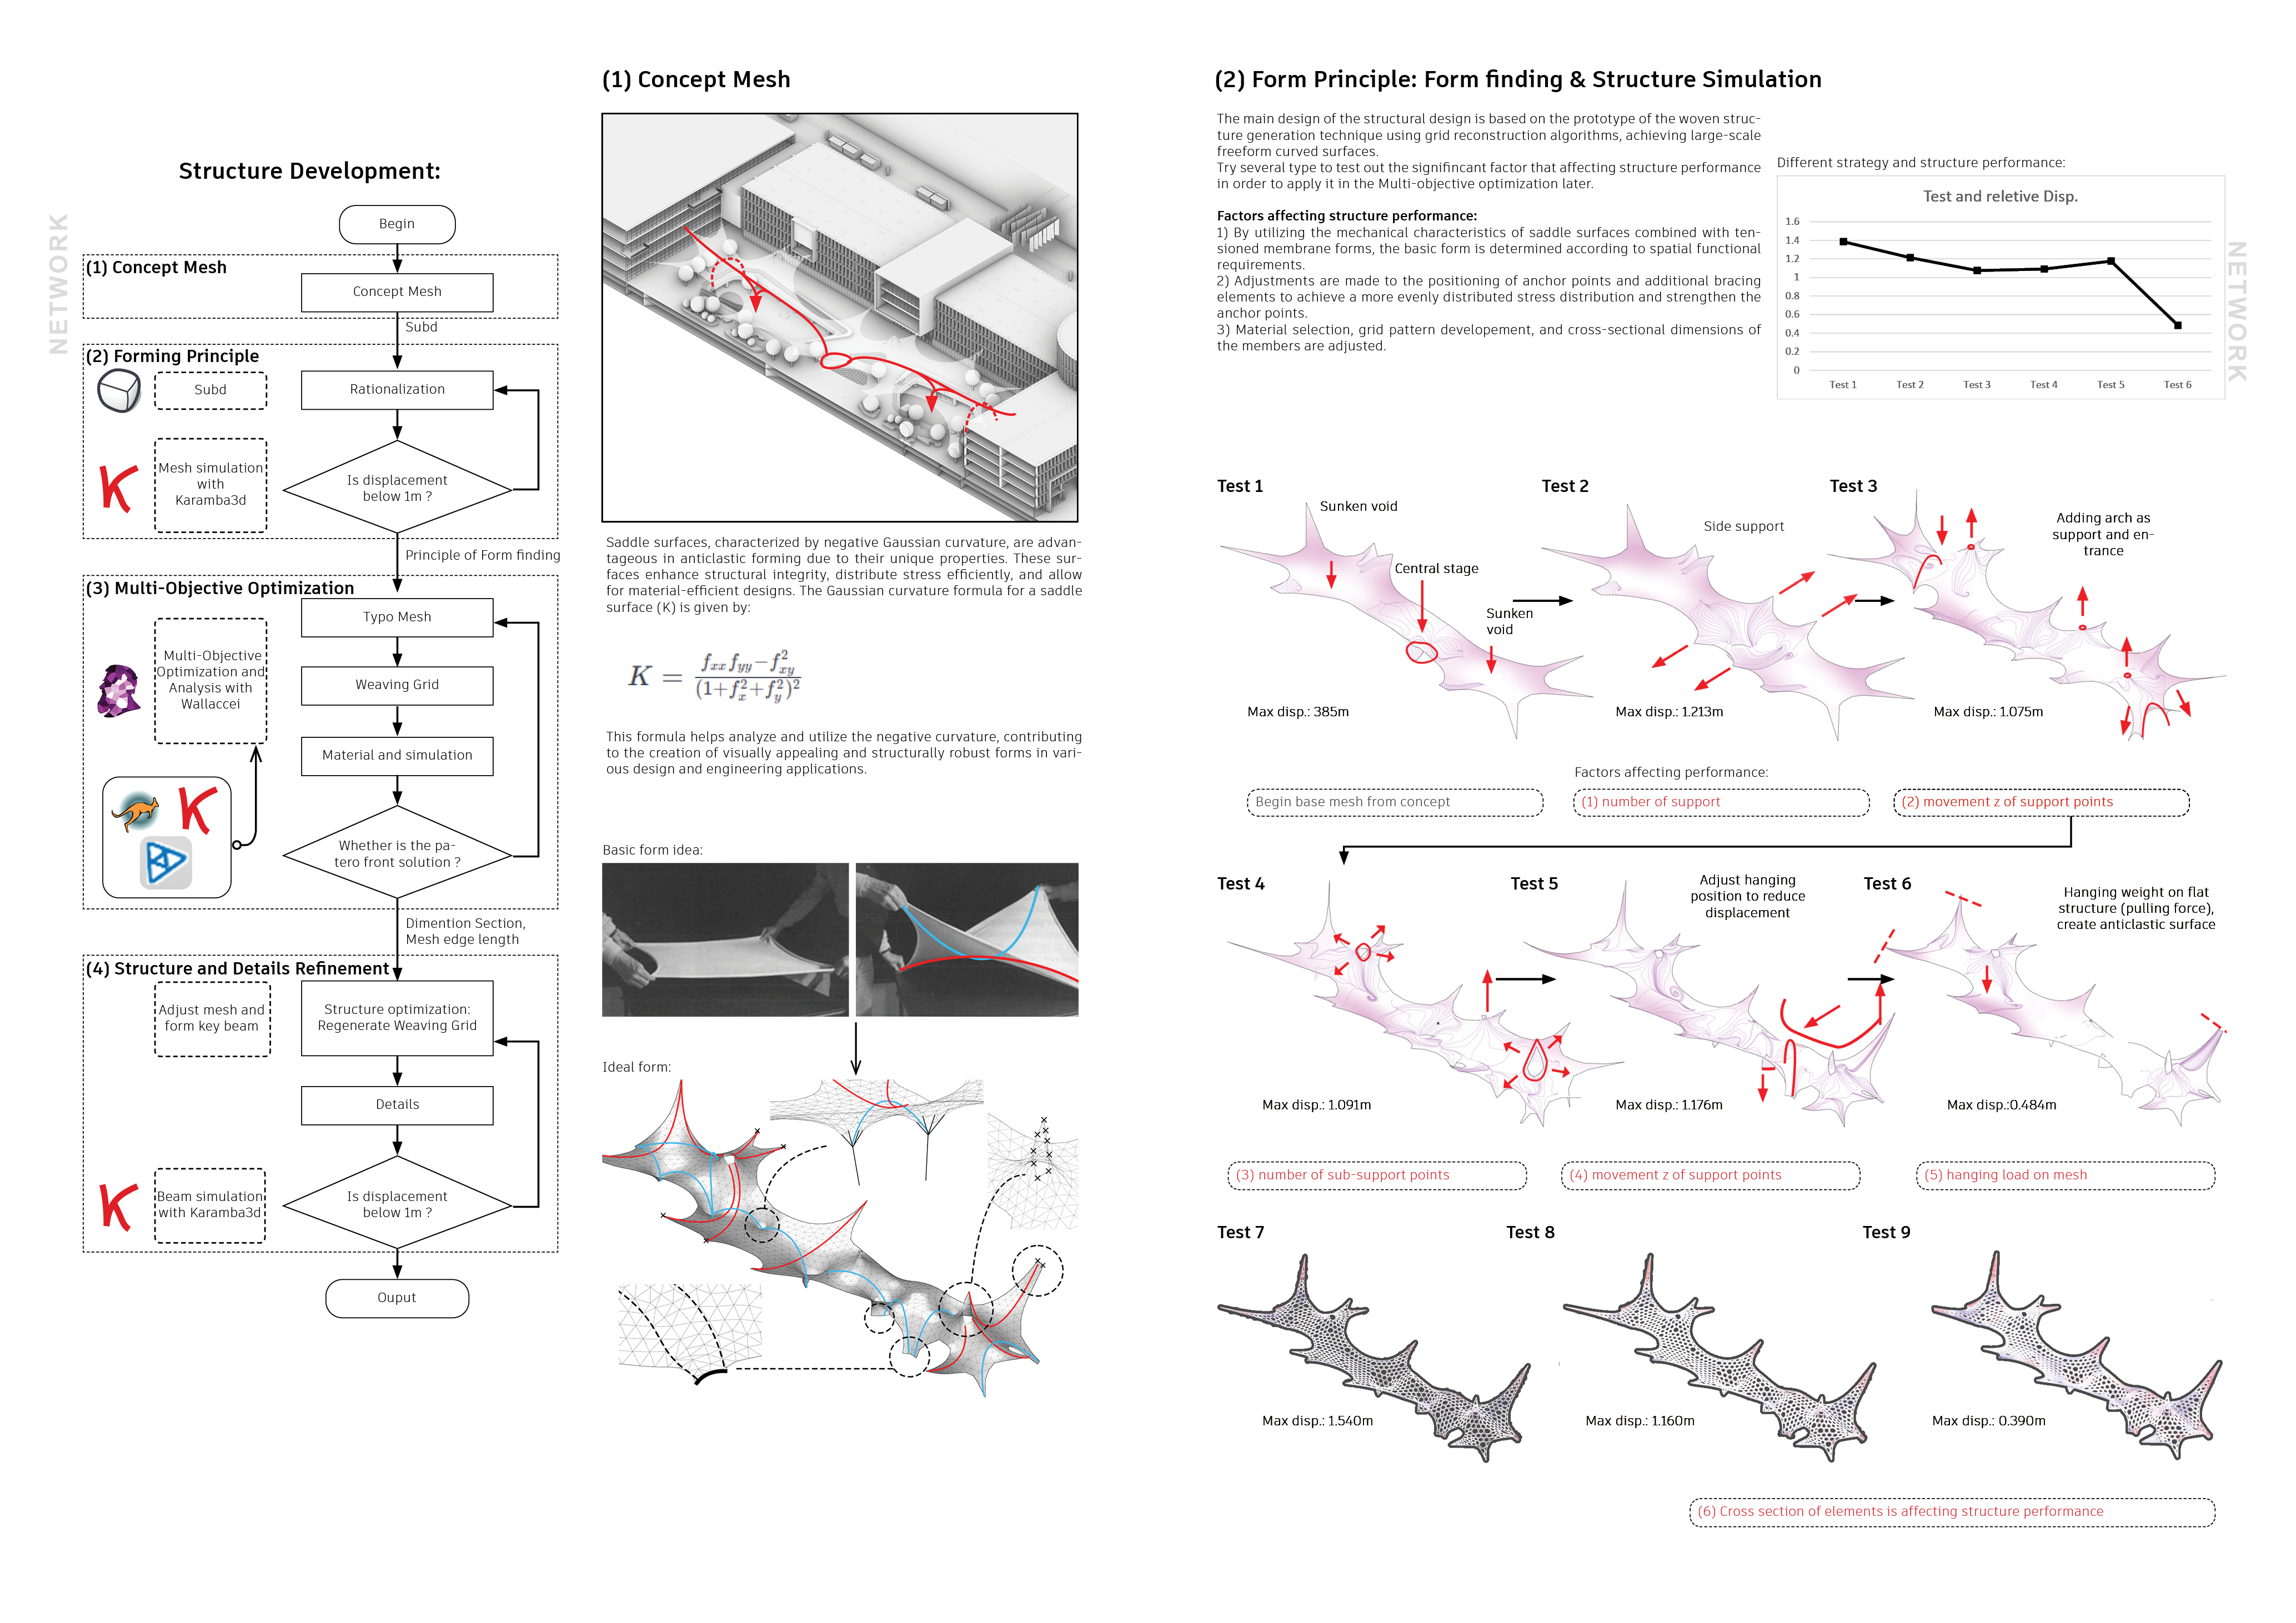 NETWORK
Structure Development:
Begin
(1) Concept Mesh
Concept Mesh
Subd
(2) Forming Principle
Subd
Rationalization
Mesh simulation
with
Karamba3d
Is displacement
below 1m ?
Principle of Form finding
(3) Multi-Objective Optimization
Typo Mesh
Multi-Objective
Optimization and
Analysis with
Wallaccei
Weaving Grid
Material and simulation
Whether is the pa-
tero front solution ?
Dimention Section,
Mesh edge length
(4) Structure and Details Refinement
Adjust mesh and
form key beam
Structure optimization:
Regenerate Weaving Grid
Details
Beam simulation
with Karamba3d
Is displacement
below 1m ?
Ouput
(1) Concept Mesh
Saddle surfaces, characterized by negative Gaussian curvature, are advan-
tageous in anticlastic forming due to their unique properties. These sur-
faces enhance structural integrity, distribute stress efficiently, and allow
for material-efficient designs. The Gaussian curvature formula for a saddle
surface (K) is given by:
K = (f_xx f_yy − f_xy^2) / (1+f_x^2+f_y^2)^2
This formula helps analyze and utilize the negative curvature, contributing
to the creation of visually appealing and structurally robust forms in vari-
ous design and engineering applications.
Basic form idea:
Ideal form:
(2) Form Principle: Form finding & Structure Simulation
The main design of the structural design is based on the prototype of the woven struc-
ture generation technique using grid reconstruction algorithms, achieving large-scale
freeform curved surfaces.
Try several type to test out the signifincant factor that affecting structure performance
in order to apply it in the Multi-objective optimization later.
Factors affecting structure performance:
1) By utilizing the mechanical characteristics of saddle surfaces combined with ten-
sioned membrane forms, the basic form is determined according to spatial functional
requirements.
2) Adjustments are made to the positioning of anchor points and additional bracing
elements to achieve a more evenly distributed stress distribution and strengthen the
anchor points.
3) Material selection, grid pattern developement, and cross-sectional dimensions of
the members are adjusted.
Different strategy and structure performance:
Test and reletive Disp.
1.6
1.4
1.2
1
0.8
0.6
0.4
0.2
0
Test 1 Test 2 Test 3 Test 4 Test 5 Test 6
NETWORK
Test 1
Sunken void
Central stage
Sunken
void
Max disp.: 385m
Test 2
Side support
Max disp.: 1.213m
Test 3
Adding arch as
support and en-
trance
Max disp.: 1.075m
Factors affecting performance:
Begin base mesh from concept
(1) number of support
(2) movement z of support points
Test 4
Max disp.: 1.091m
Test 5
Adjust hanging
position to reduce
displacement
Max disp.: 1.176m
Test 6
Hanging weight on flat
structure (pulling force),
create anticlastic surface
Max disp.:0.484m
(3) number of sub-support points
(4) movement z of support points
(5) hanging load on mesh
Test 7
Max disp.: 1.540m
Test 8
Max disp.: 1.160m
Test 9
Max disp.: 0.390m
(6) Cross section of elements is affecting structure performance